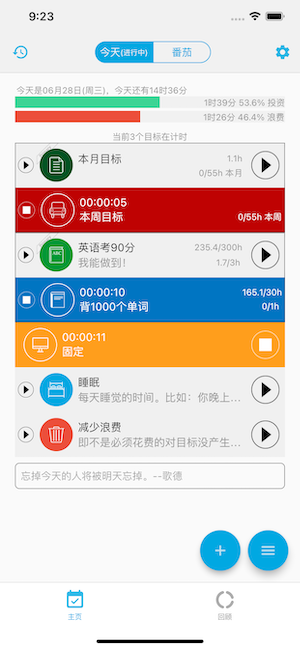 9:23
今天(进行中)
番茄
今天是06月28日(周三)，今天还有14时36分
1时39分 53.6% 投资
1时26分 46.4% 浪费
当前3个目标在计时
本月目标
1.1h
0/55h 本月
00:00:05
本周目标
0/55h 本周
ABC
英语考90分
235.4/300h
我能做到！
1.7/3h
00:00:10
165.1/30h
背1000个单词
0/1h
00:00:11
固定
睡眠
每天睡觉的时间。比如：你晚上…
减少浪费
即不是必须花费的对目标没产生…
忘掉今天的人将被明天忘掉。--歌德
主页
回顾